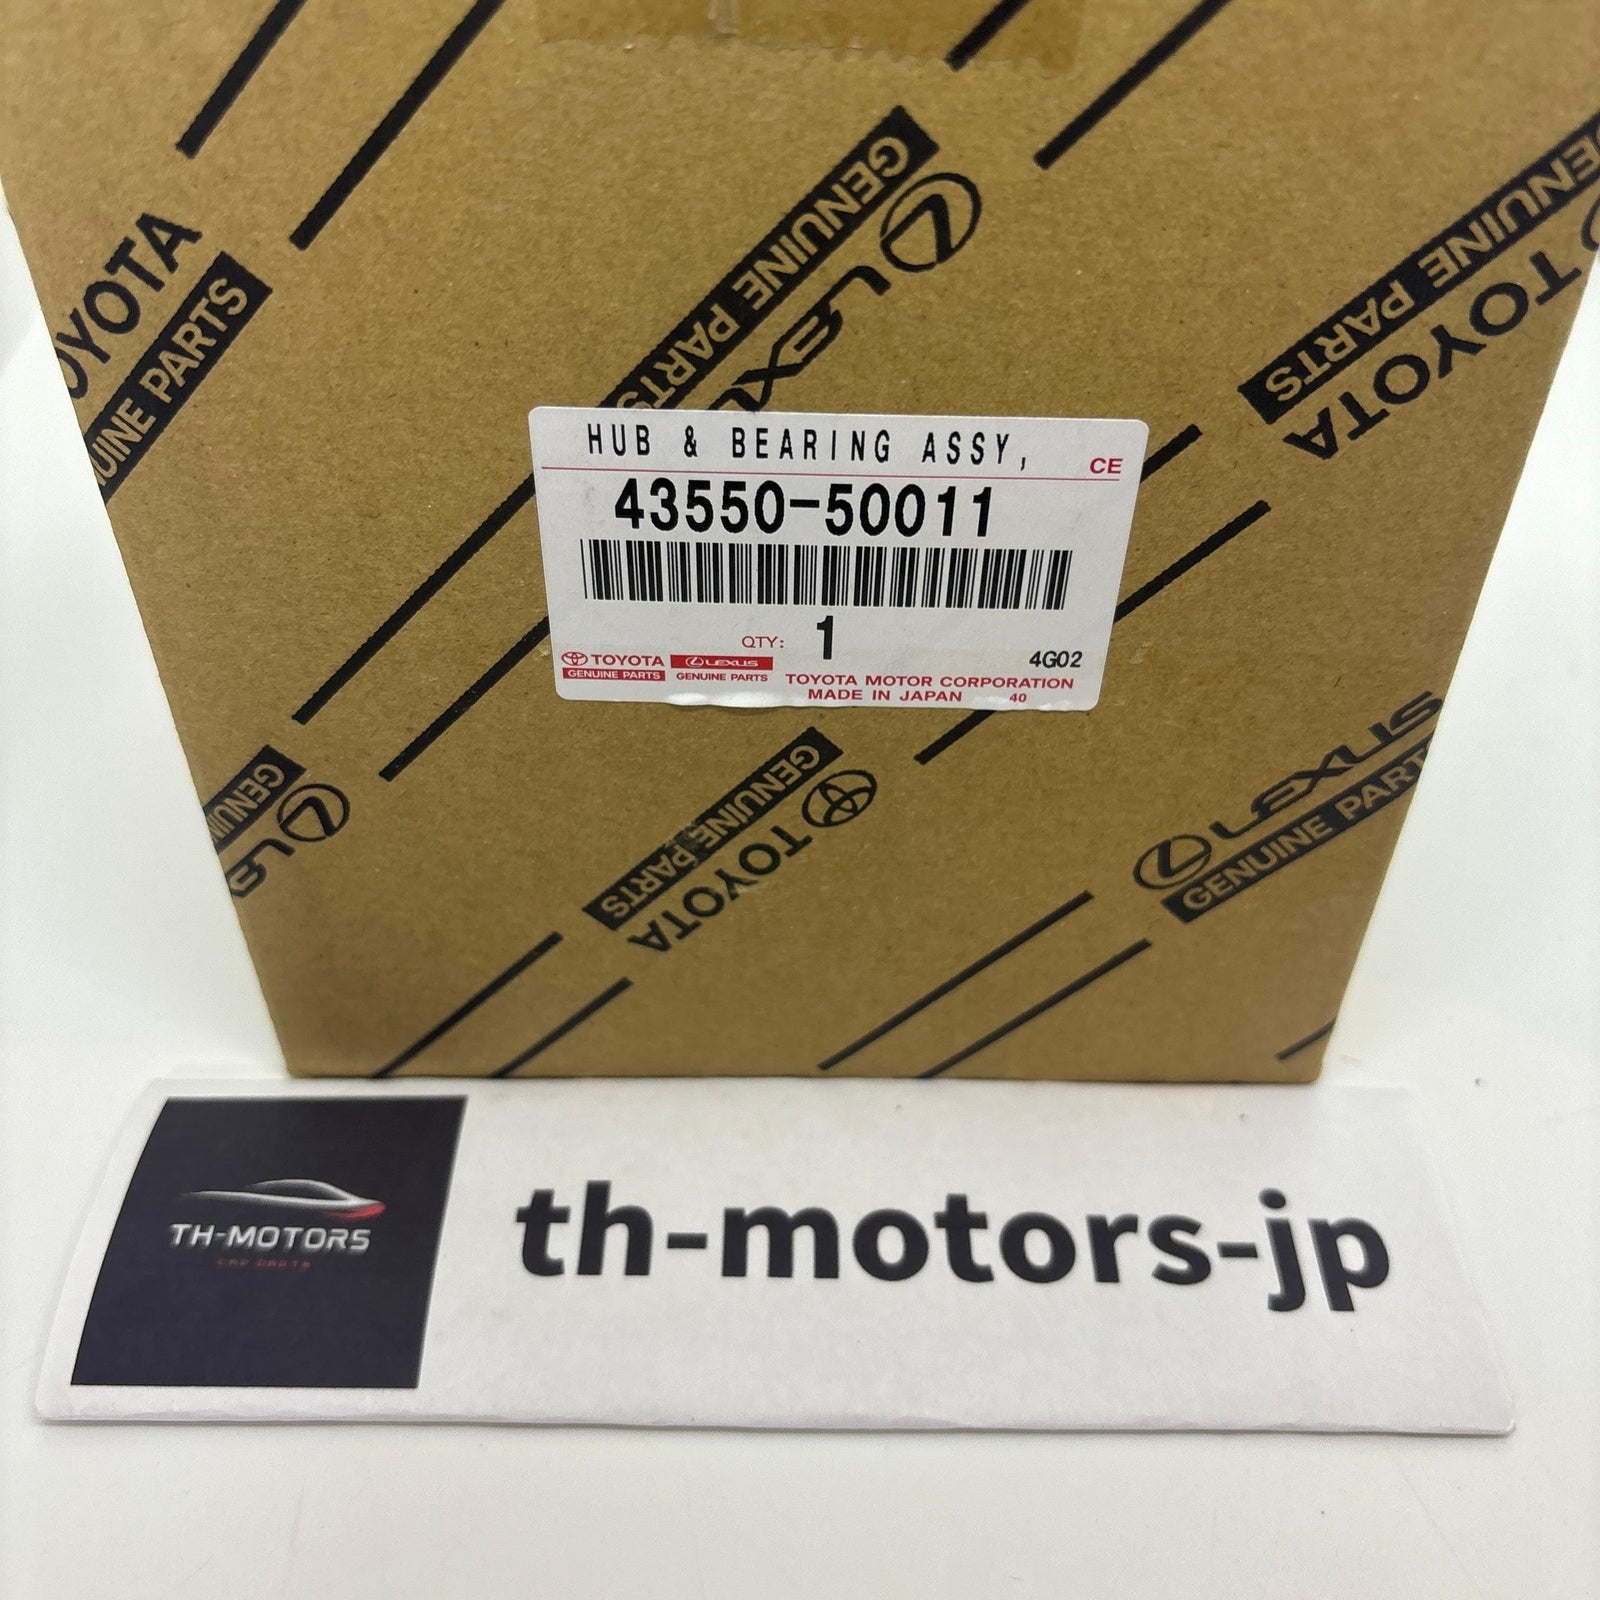 TOYOTA
GENUINE PARTS
GENUINE PARTS
LEXUS
GENUINE PARTS
TOYOTA
HUB & BEARING ASSY,
CE
43550-50011
QTY: 1
4G02
TOYOTA
GENUINE PARTS
LEXUS
GENUINE PARTS
TOYOTA MOTOR CORPORATION
MADE IN JAPAN 40
GENUINE PARTS
TOYOTA
LEXUS
GENUINE PARTS
TH-MOTORS
CAR PARTS
th-motors-jp